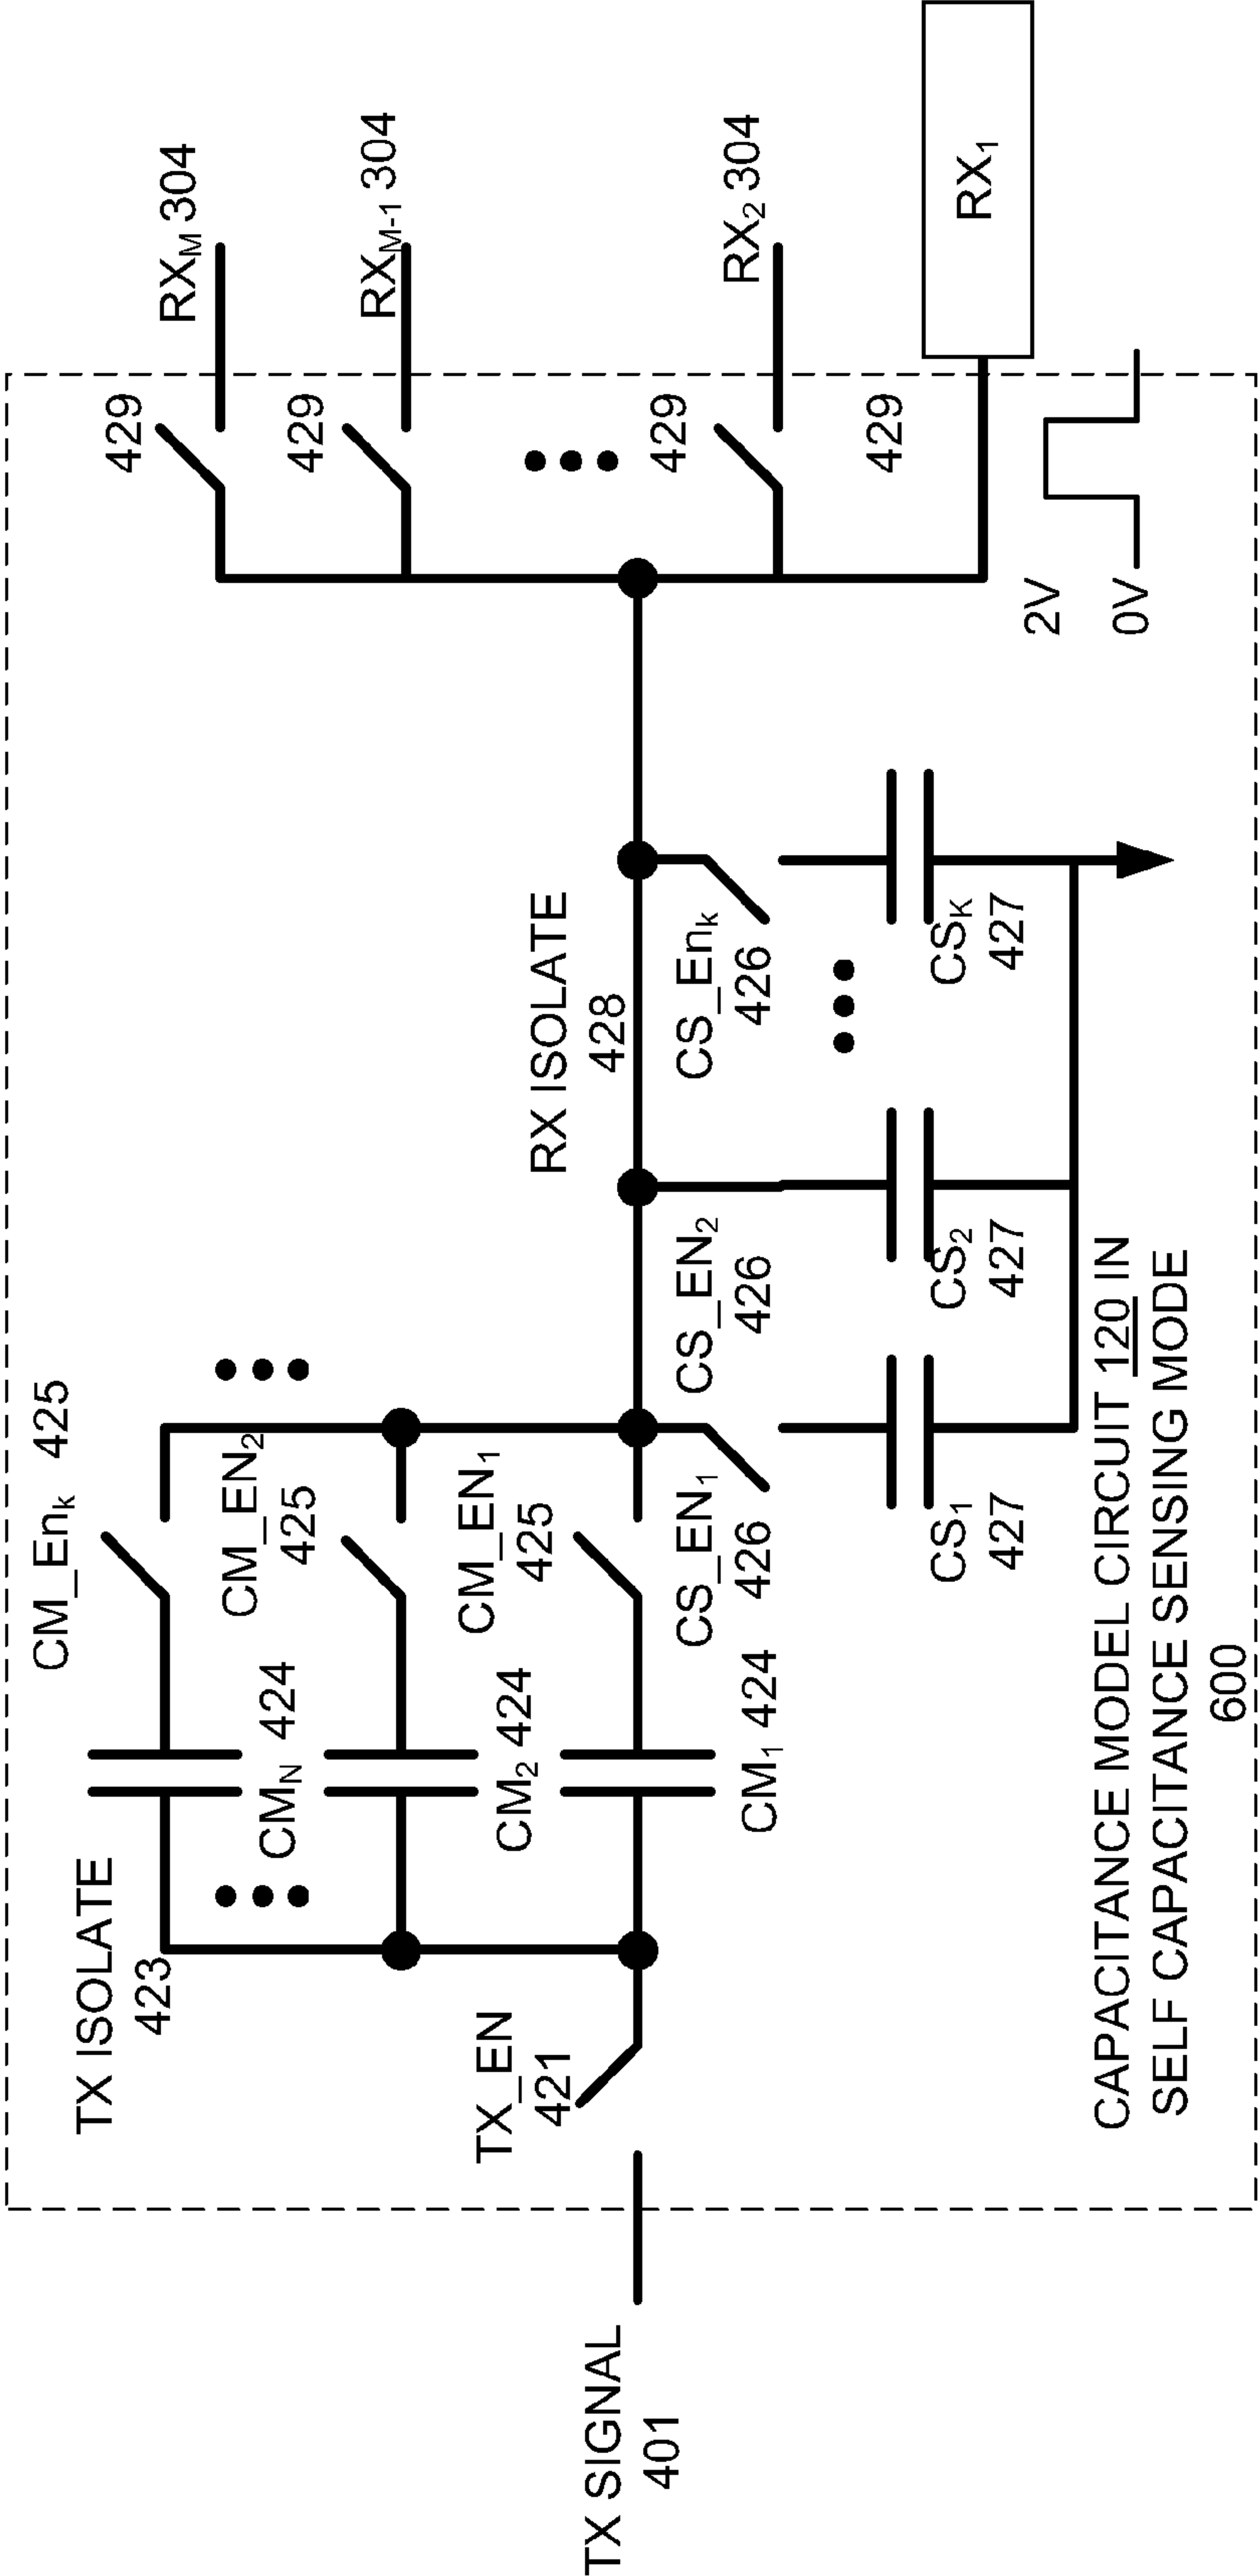 TX SIGNAL
401
TX ISOLATE
423
TX_EN
421
CM_Enk 425
CMN 424
CM_EN2
425
CM2 424
CM_EN1
425
CM1 424
CS_EN1
426
CS1
427
CS_EN2
426
CS2
427
RX ISOLATE
428
CS_Enk
426
CSK
427
429
RXM 304
429
RXM-1 304
429
RX2 304
429
RX1
2V
0V
CAPACITANCE MODEL CIRCUIT 120 IN
SELF CAPACITANCE SENSING MODE
600